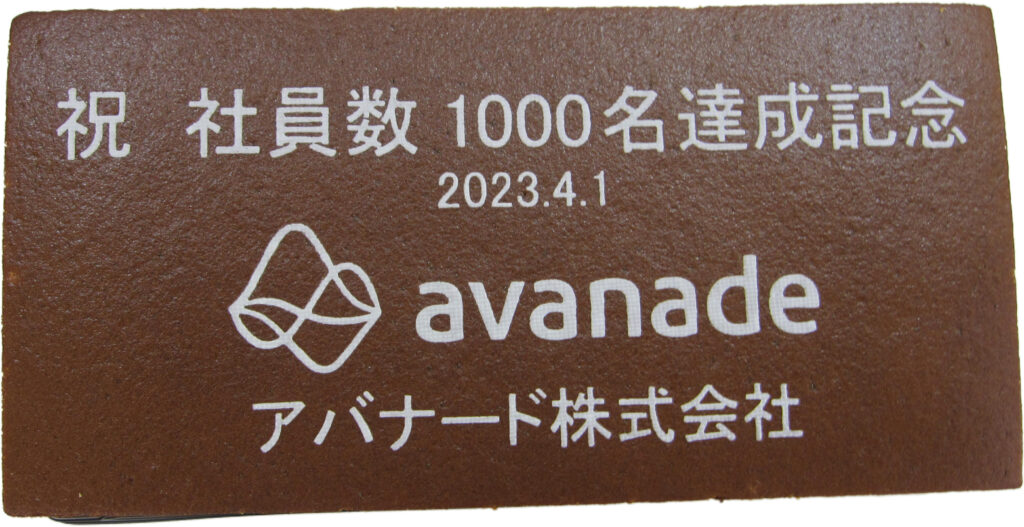 祝 社員数 1000名達成記念
2023.4.1
avanade
アバナード株式会社